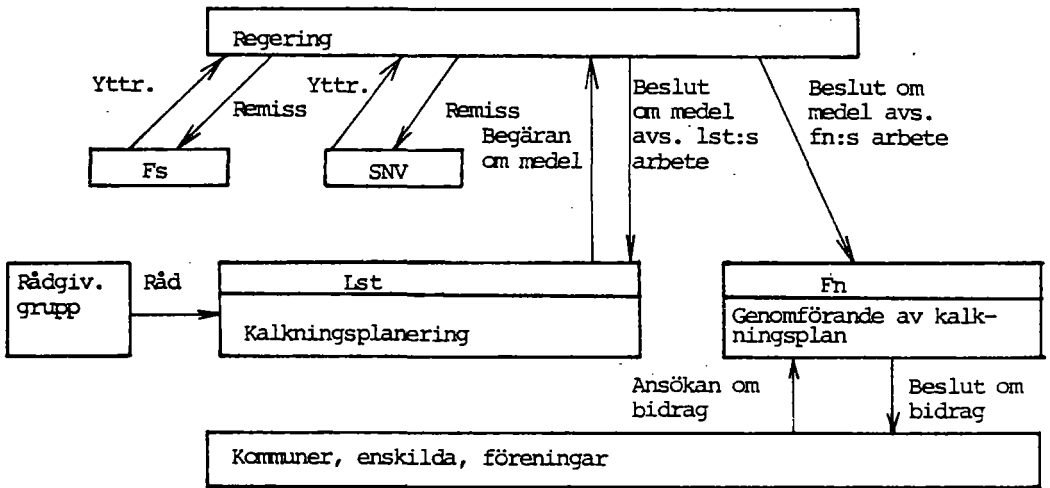 Regering
Yttr.
Remiss
Fs
Yttr.
Remiss
SNV
Begäran
om medel
Beslut
om medel
avs. lst:s
arbete
Beslut om
medel avs.
fn:s arbete
Rådgiv.
grupp
Råd
Lst
Kalkningsplanering
Fn
Genomförande av kalk-
ningsplan
Ansökan om
bidrag
Beslut om
bidrag
Kommuner, enskilda, föreningar